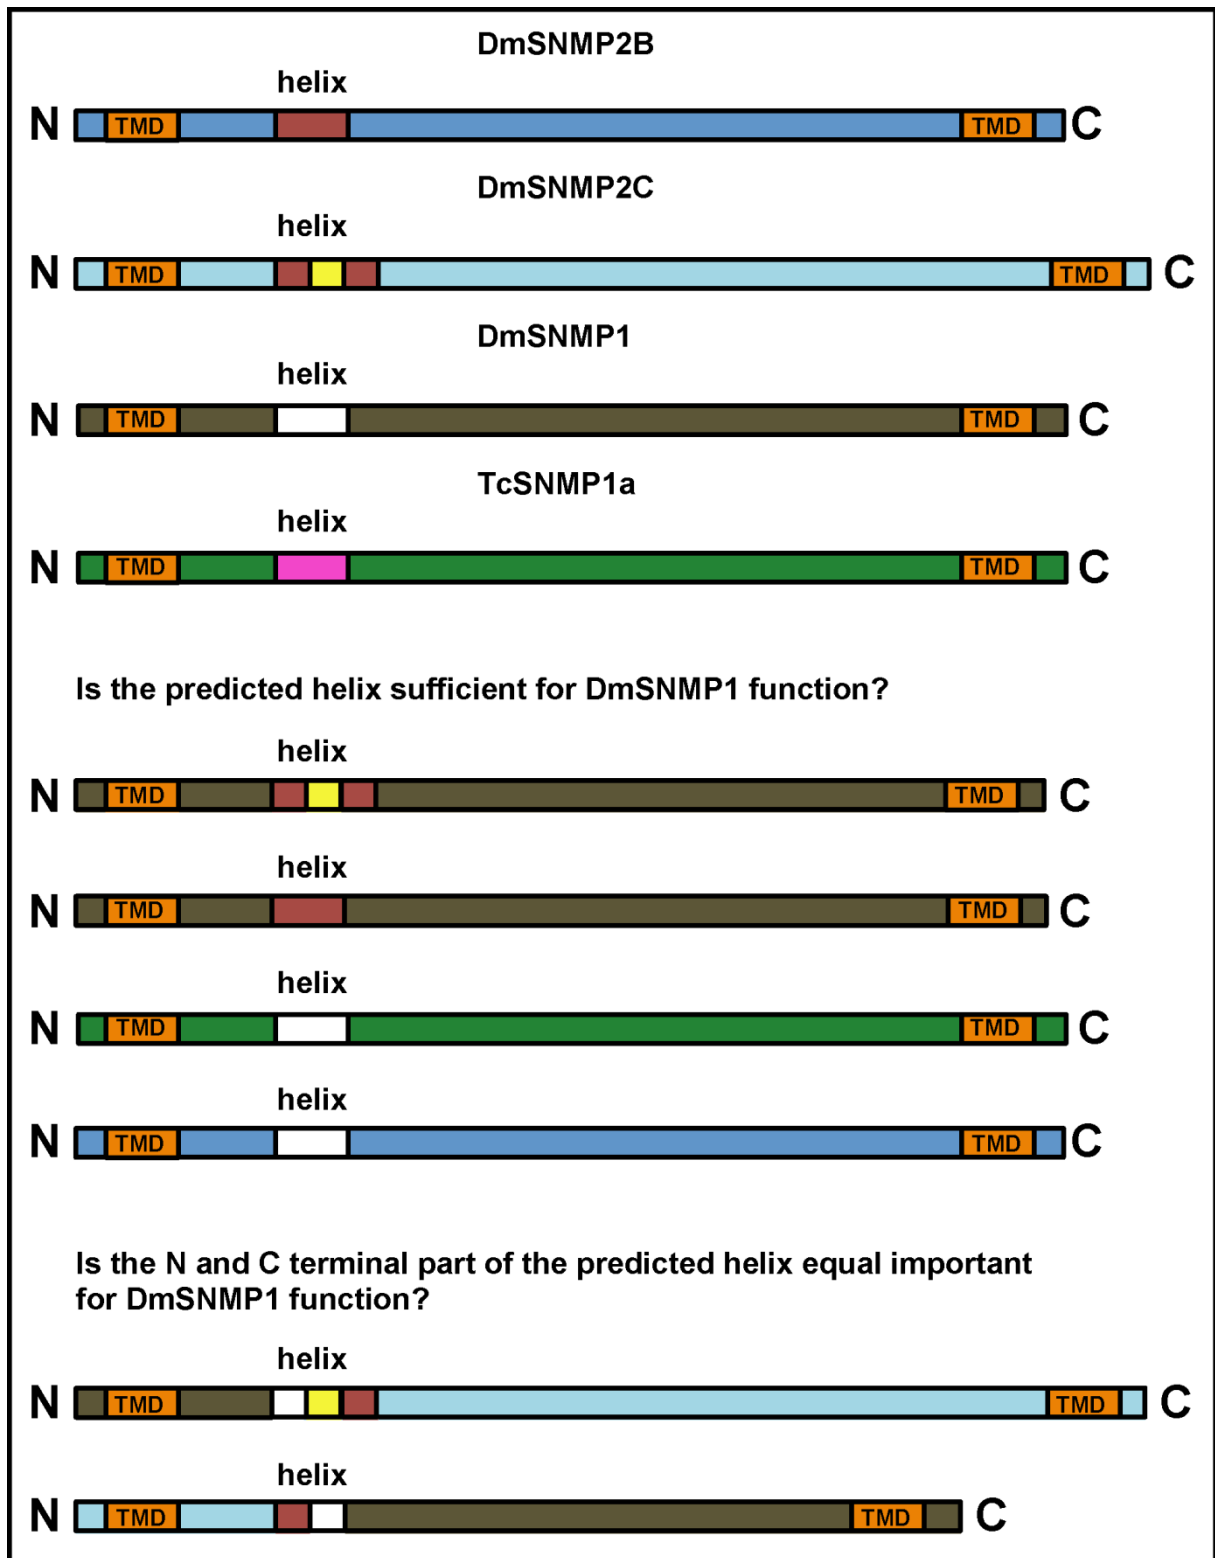 DmSNMP2B
helix
N TMD TMD C
DmSNMP2C
helix
N TMD TMD C
DmSNMP1
helix
N TMD TMD C
TcSNMP1a
helix
N TMD TMD C
Is the predicted helix sufficient for DmSNMP1 function?
helix
N TMD TMD C
helix
N TMD TMD C
helix
N TMD TMD C
helix
N TMD TMD C
Is the N and C terminal part of the predicted helix equal important
for DmSNMP1 function?
helix
N TMD TMD C
helix
N TMD TMD C